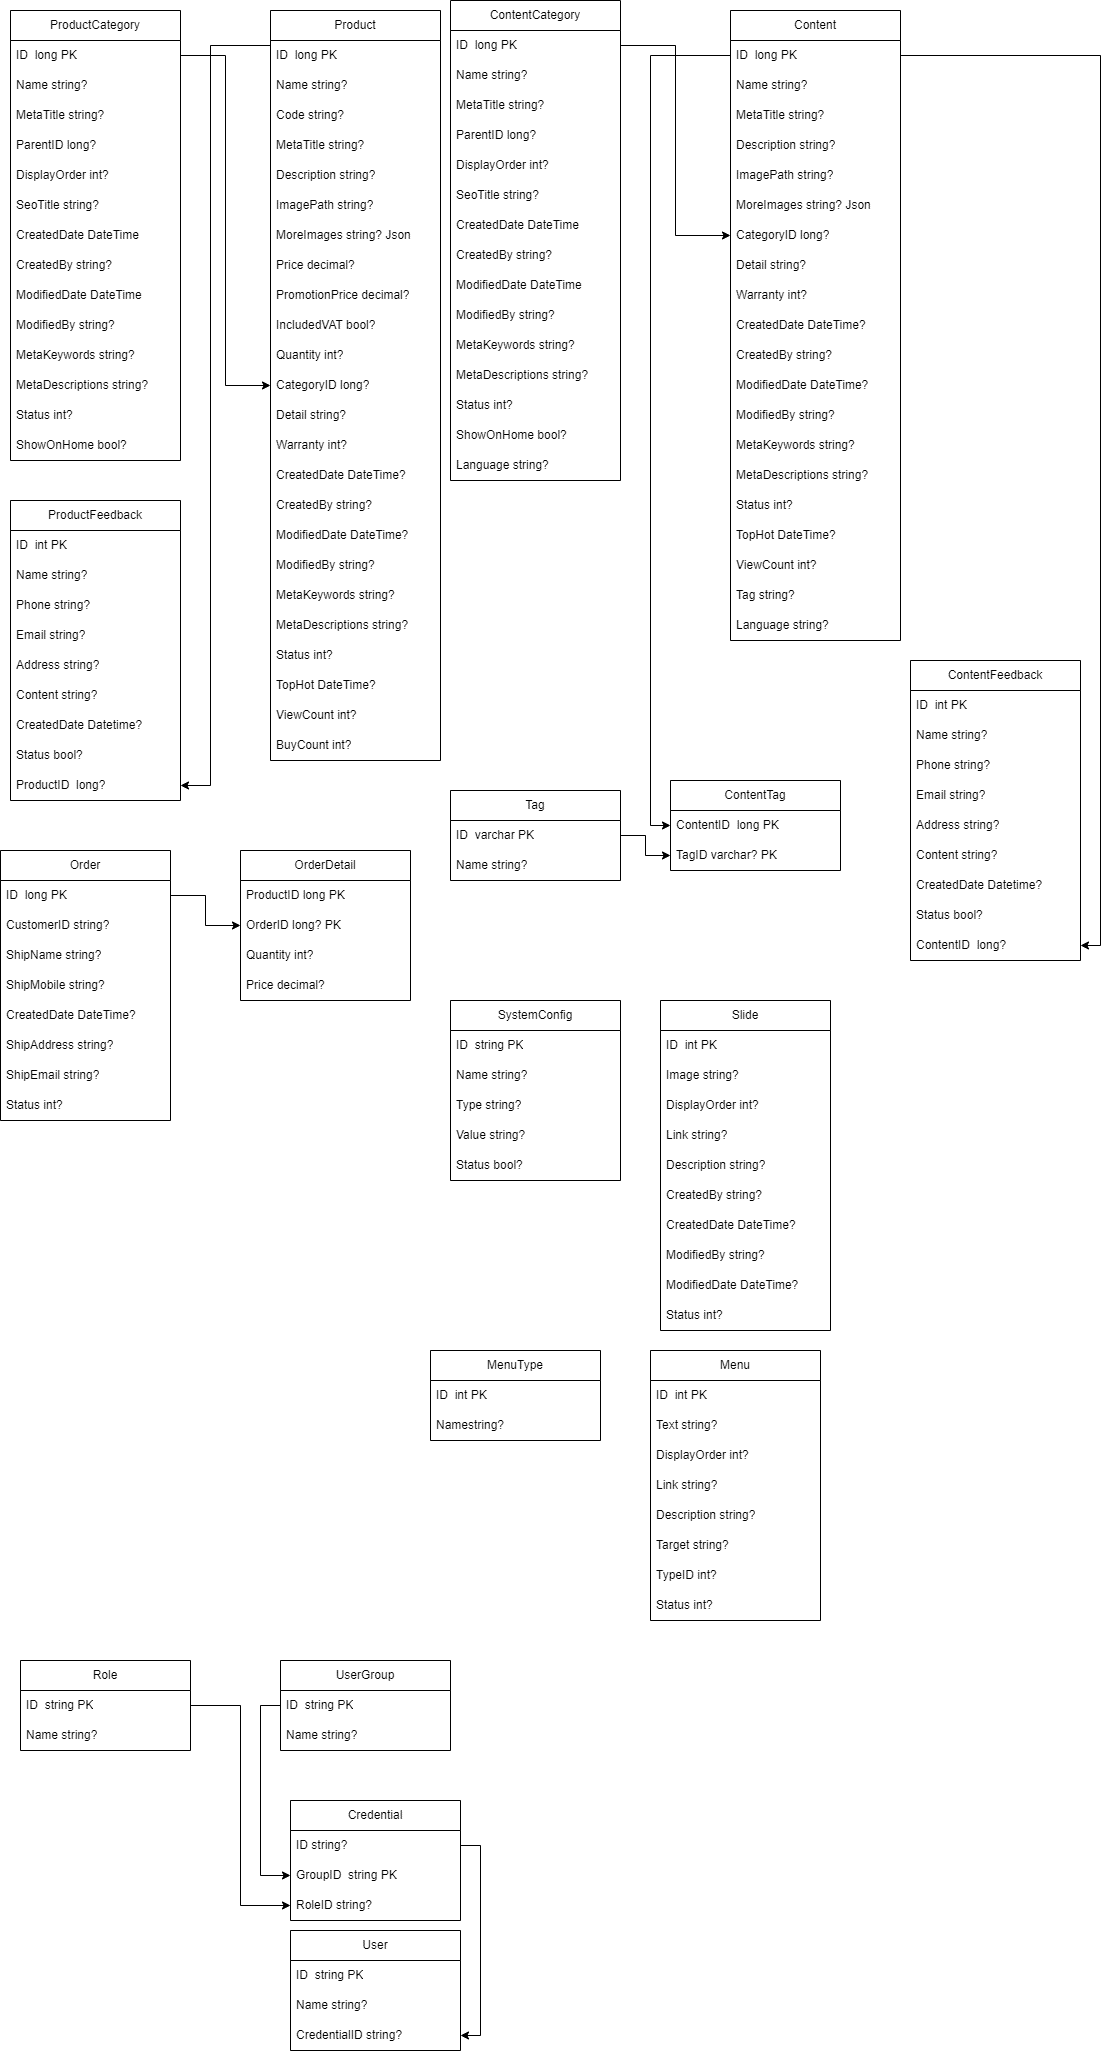 ProductCategory
ID  long PK
Name string?
MetaTitle string?
ParentID long?
DisplayOrder int?
SeoTitle string?
CreatedDate DateTime
CreatedBy string?
ModifiedDate DateTime
ModifiedBy string?
MetaKeywords string?
MetaDescriptions string?
Status int?
ShowOnHome bool?
Product
ID  long PK
Name string?
Code string?
MetaTitle string?
Description string?
ImagePath string?
MoreImages string? Json
Price decimal?
PromotionPrice decimal?
IncludedVAT bool?
Quantity int?
CategoryID long?
Detail string?
Warranty int?
CreatedDate DateTime?
CreatedBy string?
ModifiedDate DateTime?
ModifiedBy string?
MetaKeywords string?
MetaDescriptions string?
Status int?
TopHot DateTime?
ViewCount int?
BuyCount int?
ContentCategory
ID  long PK
Name string?
MetaTitle string?
ParentID long?
DisplayOrder int?
SeoTitle string?
CreatedDate DateTime
CreatedBy string?
ModifiedDate DateTime
ModifiedBy string?
MetaKeywords string?
MetaDescriptions string?
Status int?
ShowOnHome bool?
Language string?
Content
ID  long PK
Name string?
MetaTitle string?
Description string?
ImagePath string?
MoreImages string? Json
CategoryID long?
Detail string?
Warranty int?
CreatedDate DateTime?
CreatedBy string?
ModifiedDate DateTime?
ModifiedBy string?
MetaKeywords string?
MetaDescriptions string?
Status int?
TopHot DateTime?
ViewCount int?
Tag string?
Language string?
ProductFeedback
ID  int PK
Name string?
Phone string?
Email string?
Address string?
Content string?
CreatedDate Datetime?
Status bool?
ProductID  long?
ContentFeedback
ID  int PK
Name string?
Phone string?
Email string?
Address string?
Content string?
CreatedDate Datetime?
Status bool?
ContentID  long?
Tag
ID  varchar PK
Name string?
ContentTag
ContentID  long PK
TagID varchar? PK
Order
ID  long PK
CustomerID string?
ShipName string?
ShipMobile string?
CreatedDate DateTime?
ShipAddress string?
ShipEmail string?
Status int?
OrderDetail
ProductID long PK
OrderID long? PK
Quantity int?
Price decimal?
SystemConfig
ID  string PK
Name string?
Type string?
Value string?
Status bool?
Slide
ID  int PK
Image string?
DisplayOrder int?
Link string?
Description string?
CreatedBy string?
CreatedDate DateTime?
ModifiedBy string?
ModifiedDate DateTime?
Status int?
MenuType
ID  int PK
Namestring?
Menu
ID  int PK
Text string?
DisplayOrder int?
Link string?
Description string?
Target string?
TypeID int?
Status int?
Role
ID  string PK
Name string?
UserGroup
ID  string PK
Name string?
Credential
ID string?
GroupID  string PK
RoleID string?
User
ID  string PK
Name string?
CredentialID string?